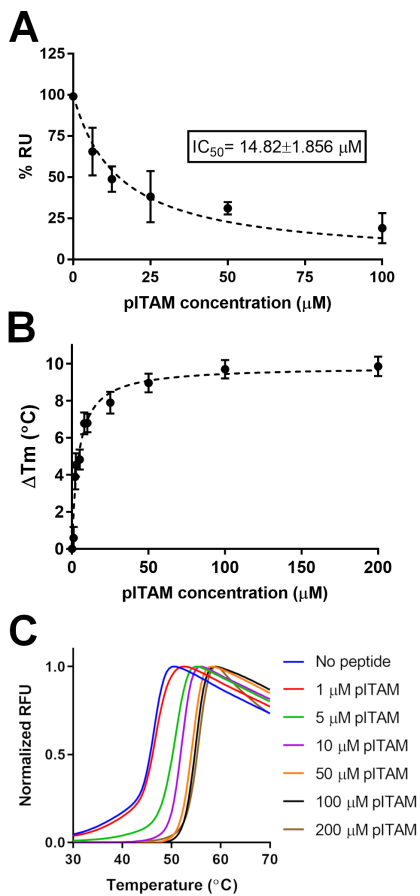 A
125
100
75
50
25
0
% RU
IC50= 14.82±1.856 μM
0 25 50 75 100
pITAM concentration (μM)
B
10
8
6
4
2
0
ΔTm (°C)
0 50 100 150 200
pITAM concentration (μM)
C
1.0
0.5
0.0
Normalized RFU
30 40 50 60 70
Temperature (°C)
No peptide
1 μM pITAM
5 μM pITAM
10 μM pITAM
50 μM pITAM
100 μM pITAM
200 μM pITAM